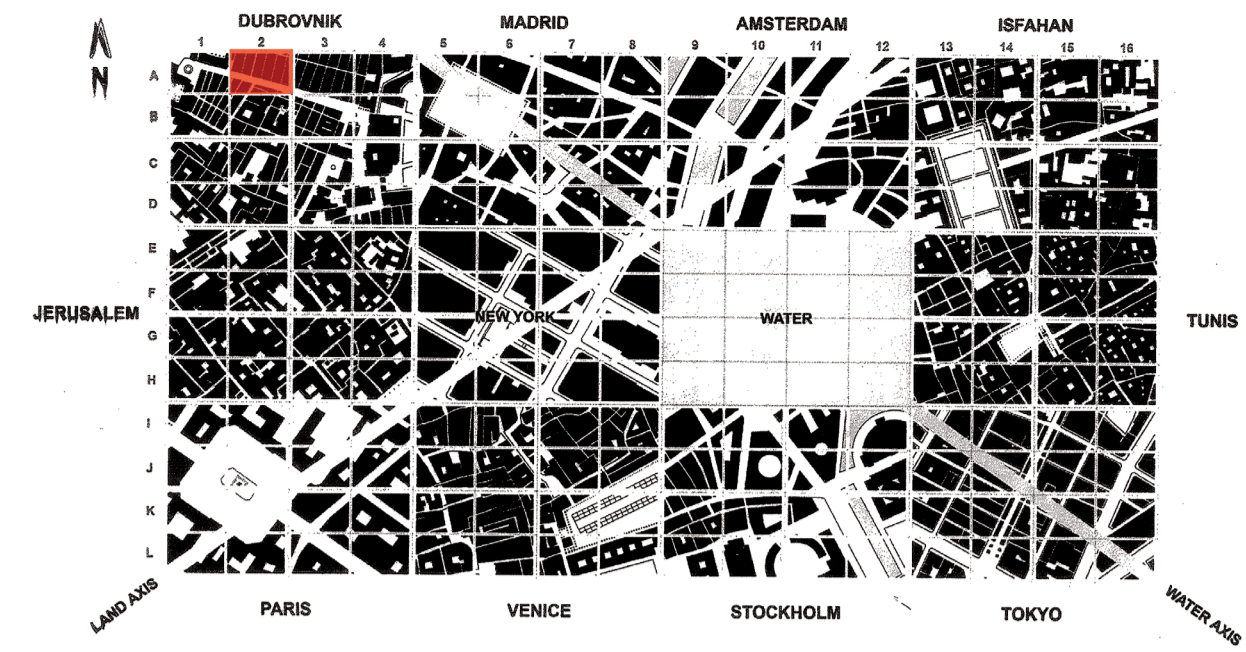 DUBROVNIK MADRID AMSTERDAM ISFAHAN
1 2 3 4 5 6 7 8 9 10 11 12 13 14 15 16
N
A
B
C
D
E
F
JERUSALEM NEW YORK WATER TUNIS
G
H
I
J
K
L
LAND AXIS PARIS VENICE STOCKHOLM TOKYO WATER AXIS